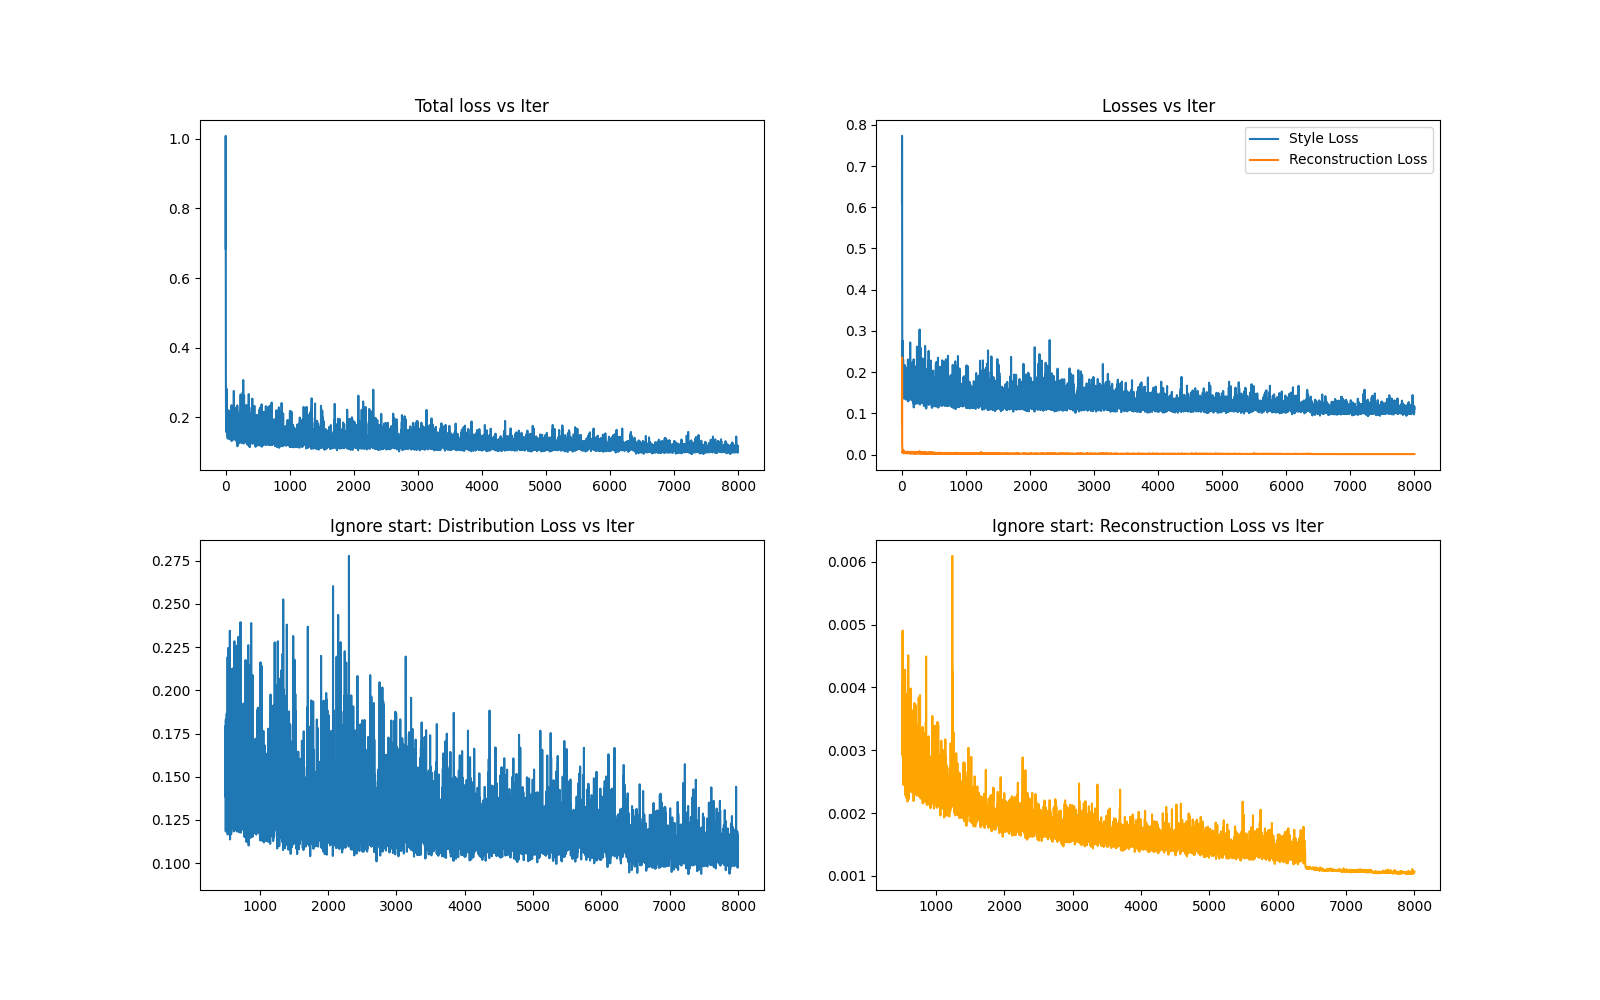 Total loss vs Iter
1.0
0.8
0.6
0.4
0.2
0 1000 2000 3000 4000 5000 6000 7000 8000
Losses vs Iter
Style Loss
Reconstruction Loss
0.8
0.7
0.6
0.5
0.4
0.3
0.2
0.1
0.0
0 1000 2000 3000 4000 5000 6000 7000 8000
Ignore start: Distribution Loss vs Iter
0.275
0.250
0.225
0.200
0.175
0.150
0.125
0.100
1000 2000 3000 4000 5000 6000 7000 8000
Ignore start: Reconstruction Loss vs Iter
0.006
0.005
0.004
0.003
0.002
0.001
1000 2000 3000 4000 5000 6000 7000 8000